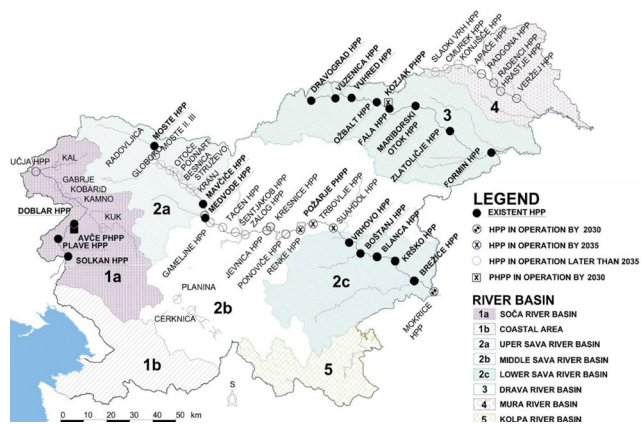 DRAVOGRAD HPP
VUZENICA HPP
VUHRED HPP
OŽBALT HPP
KOZJAK PHPP
FALA HPP
MARIBORSKI OTOK HPP
ZLATOLIČJE HPP
FORMIN HPP
SLADKI VRH HPP
CMUREK HPP
KONJIŠČE HPP
APAČE HPP
RADGONA HPP
RADENCI HPP
HRASTJE HPP
VERŽEJ HPP
3
4
RADOVLJICA
MOSTE HPP
GLOBOKO
MOSTE II, III
OTOČE
PODNART
BESNICA
STRUŽEVO
KRANJ
MAVČIČE HPP
MEDVODE HPP
2a
UČJA HPP
KAL
GABRJE
KOBARID
KAMNO
KUK
DOBLAR HPP
AVČE PHPP
PLAVE HPP
SOLKAN HPP
1a
GAMELJNE HPP
TACEN HPP
ŠENTJAKOB HPP
ZALOG HPP
JEVNICA HPP
KRESNICE HPP
PONOVIČE HPP
RENKE HPP
POŽARJE PHPP
TRBOVLJE HPP
SUHADOL HPP
VRHOVO HPP
BOŠTANJ HPP
BLANCA HPP
KRŠKO HPP
BREŽICE HPP
MOKRICE HPP
PLANINA
CERKNICA
2b
2c
1b
5
S
0 10 20 30 40 50 km
LEGEND
EXISTENT HPP
HPP IN OPERATION BY 2030
HPP IN OPERATION BY 2035
HPP IN OPERATION LATER THAN 2035
X PHPP IN OPERATION BY 2030
RIVER BASIN
1a SOČA RIVER BASIN
1b COASTAL AREA
2a UPER SAVA RIVER BASIN
2b MIDDLE SAVA RIVER BASIN
2c LOWER SAVA RIVER BASIN
3 DRAVA RIVER BASIN
4 MURA RIVER BASIN
5 KOLPA RIVER BASIN